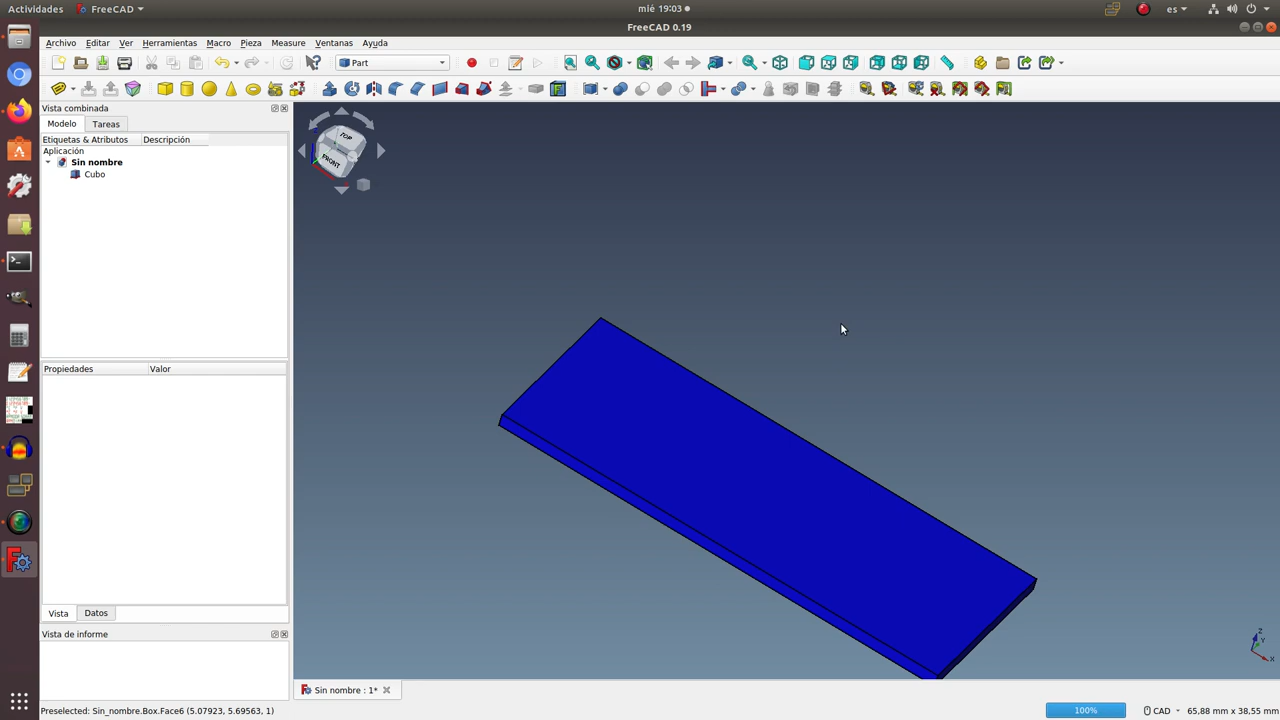 Actividades FreeCAD mié 19:03 es
FreeCAD 0.19
Archivo Editar Ver Herramientas Macro Pieza Measure Ventanas Ayuda
Part
Vista combinada
Modelo Tareas
Etiquetas & Atributos Descripción
Aplicación
Sin nombre
Cubo
TOP
FRONT
Propiedades Valor
Vista Datos
Vista de informe
Z
Y
X
Sin nombre : 1*
Preselected: Sin_nombre.Box.Face6 (5.07923, 5.69563, 1) 100% CAD 65,88 mm x 38,55 mm